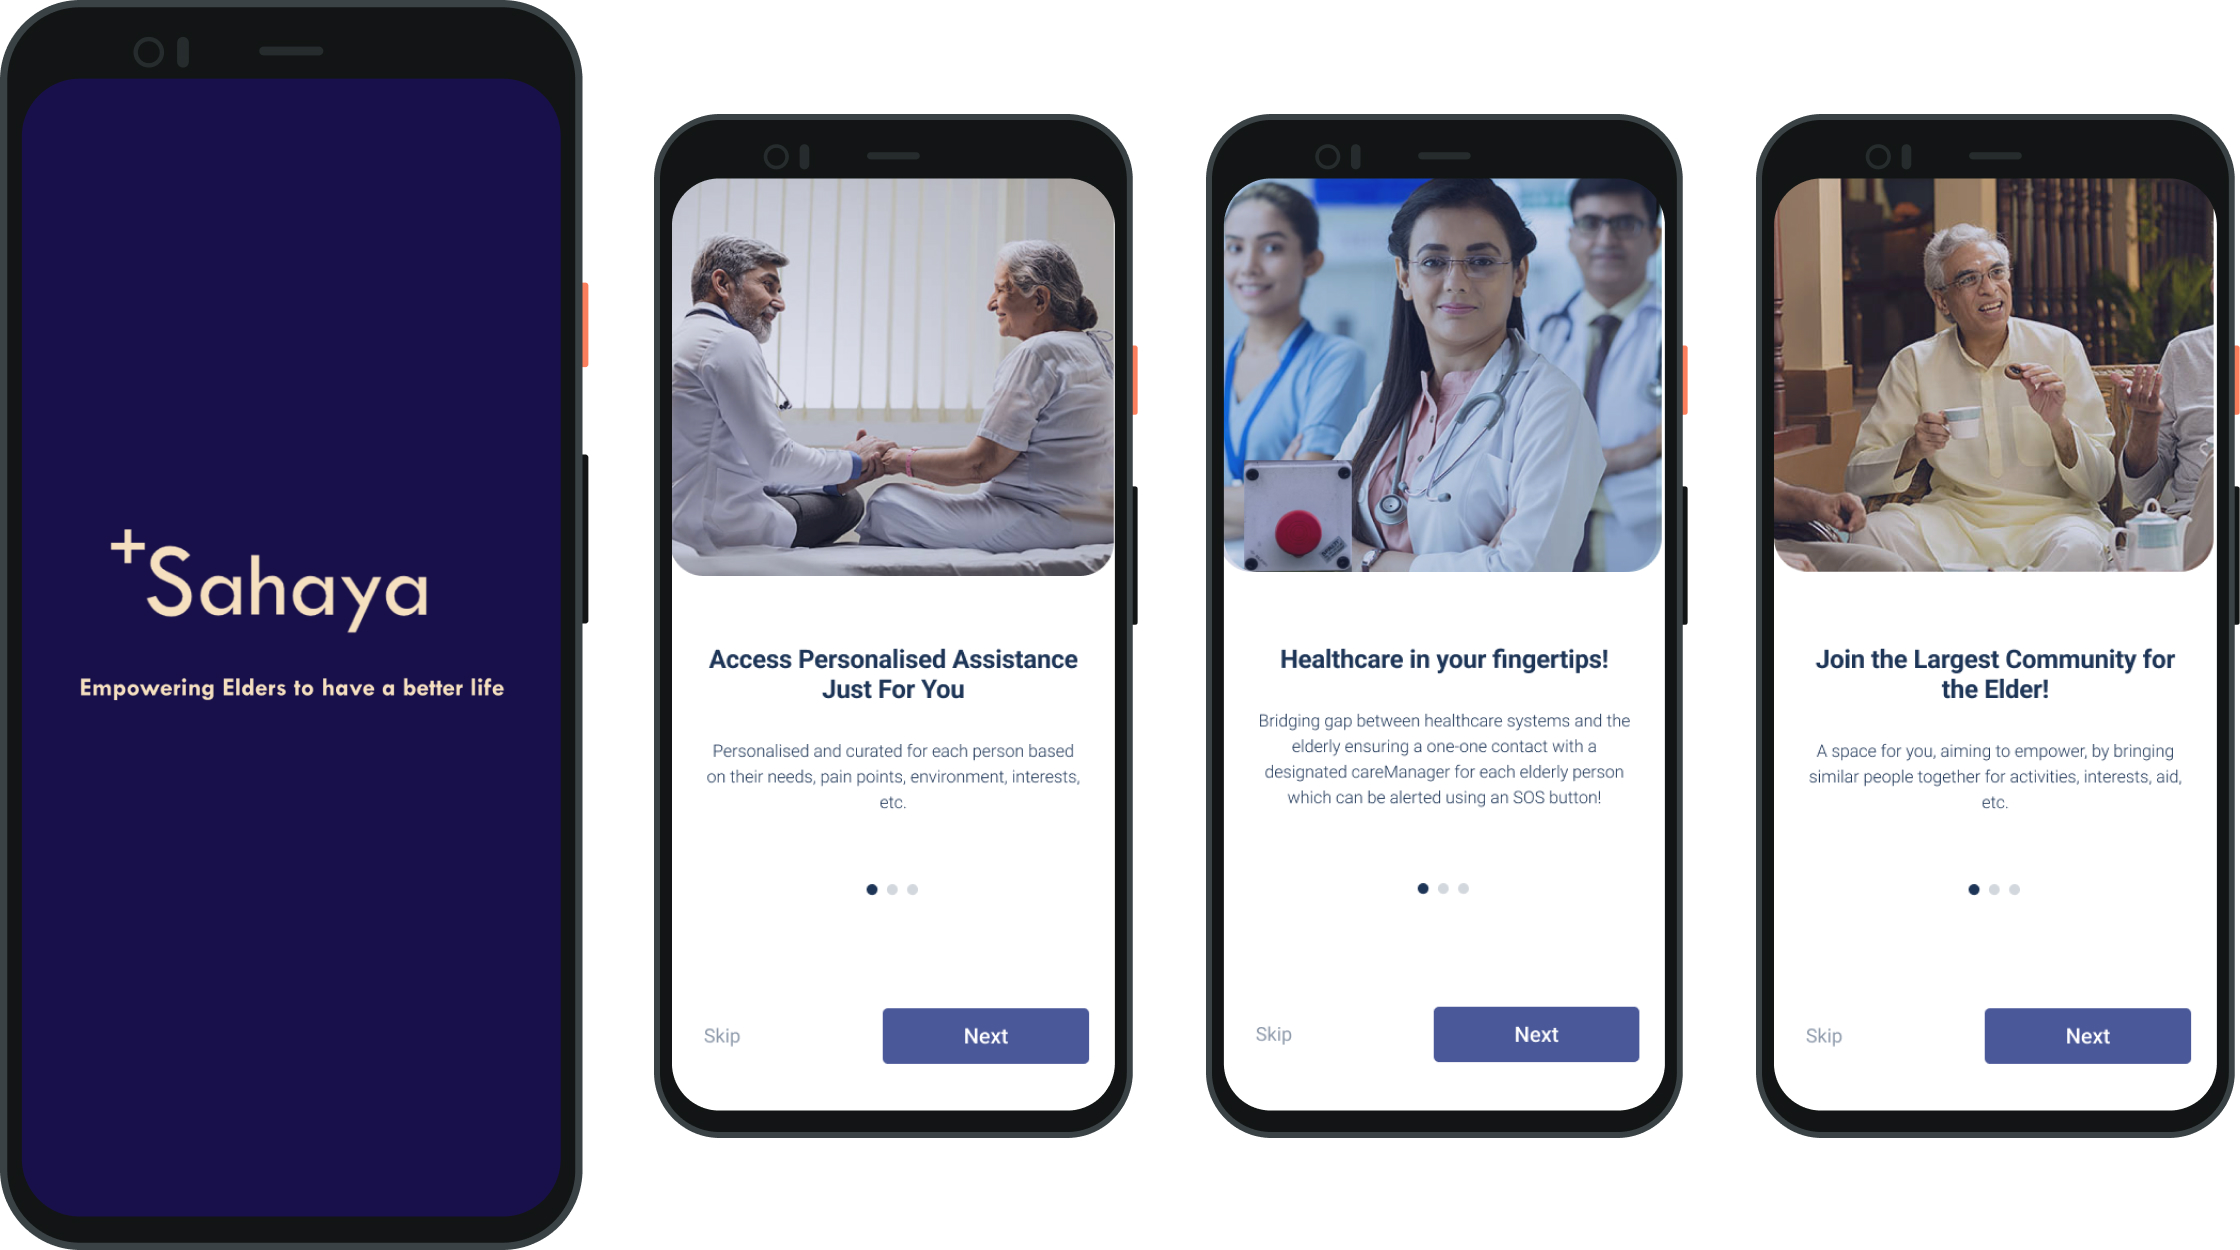 +Sahaya
Empowering Elders to have a better life
Access Personalised Assistance
Just For You
Personalised and curated for each person based
on their needs, pain points, environment, interests,
etc.
Skip
Next
Healthcare in your fingertips!
Bridging gap between healthcare systems and the
elderly ensuring a one-one contact with a
designated careManager for each elderly person
which can be alerted using an SOS button!
Skip
Next
Join the Largest Community for
the Elder!
A space for you, aiming to empower, by bringing
similar people together for activities, interests, aid,
etc.
Skip
Next